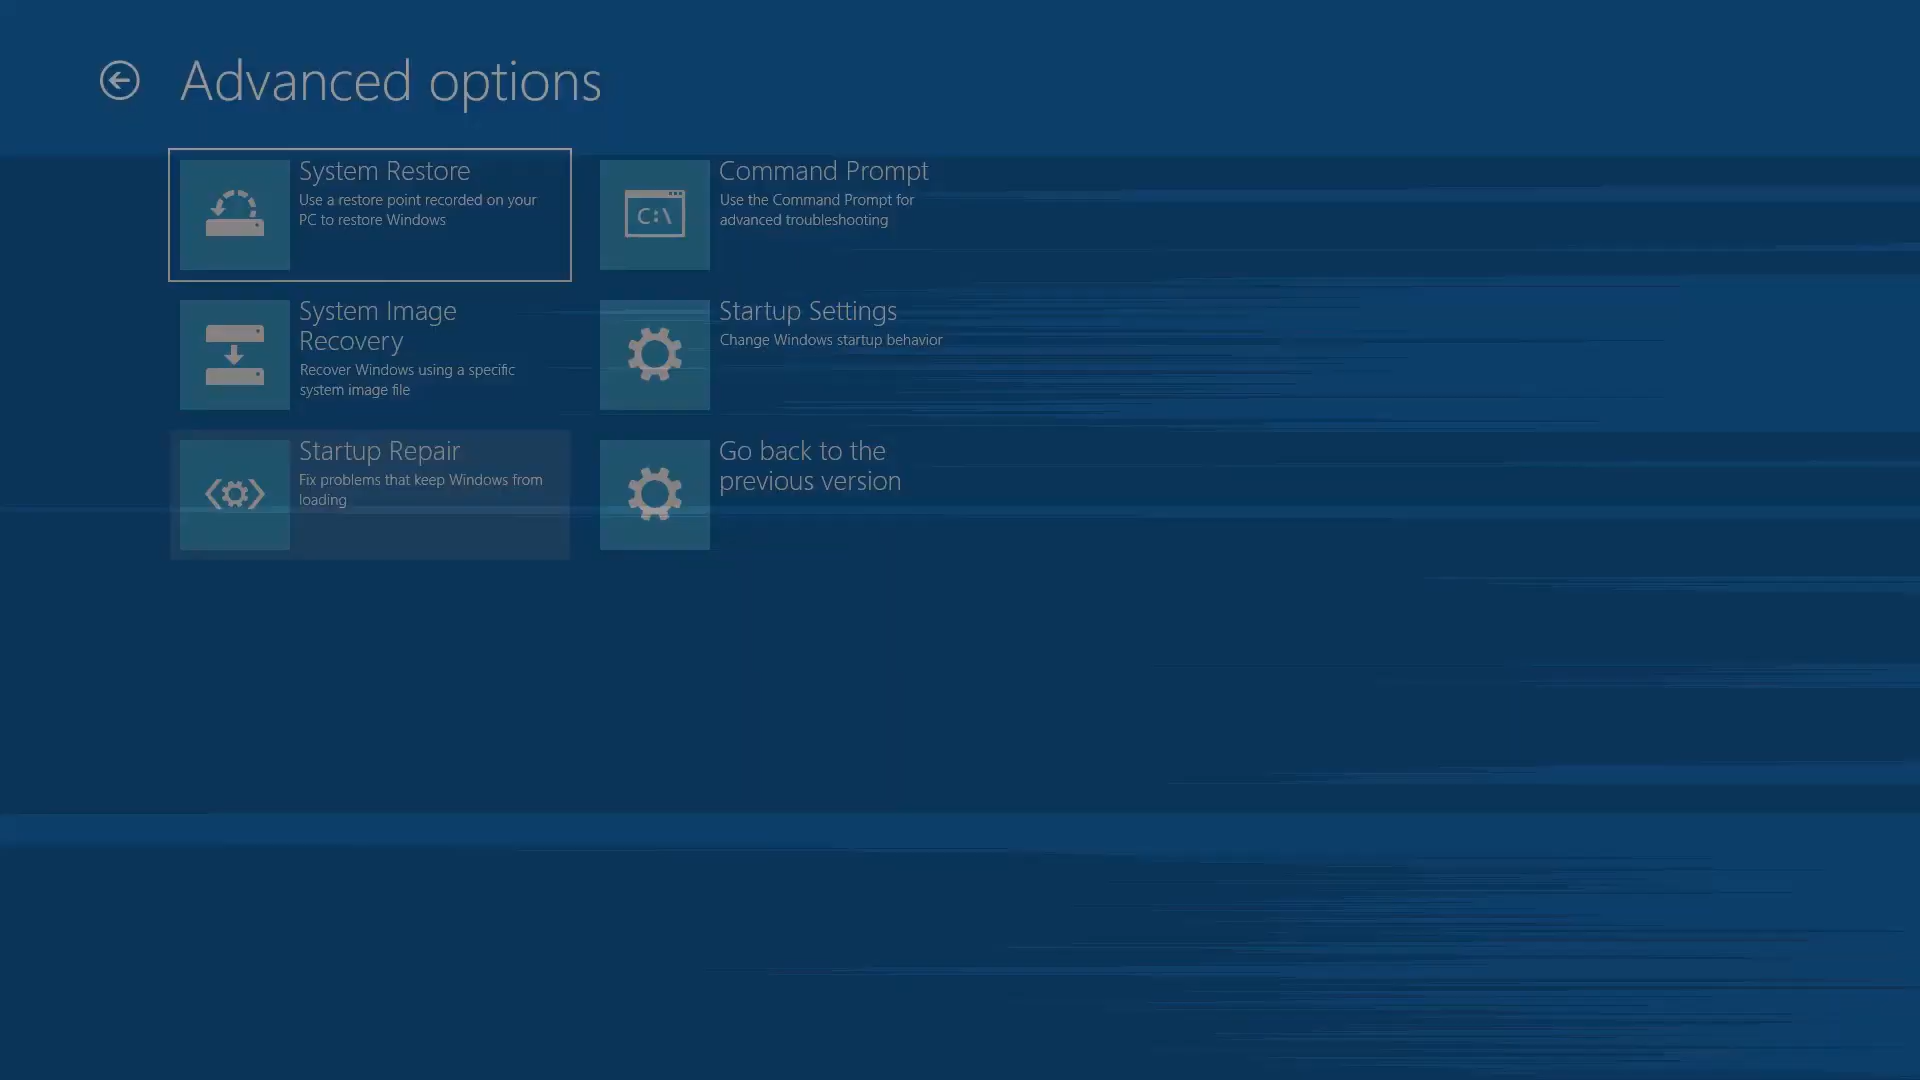 Advanced options
System Restore
Use a restore point recorded on your
PC to restore Windows
Command Prompt
Use the Command Prompt for
advanced troubleshooting
C:\
System Image
Recovery
Recover Windows using a specific
system image file
Startup Settings
Change Windows startup behavior
Startup Repair
Fix problems that keep Windows from
loading
Go back to the
previous version